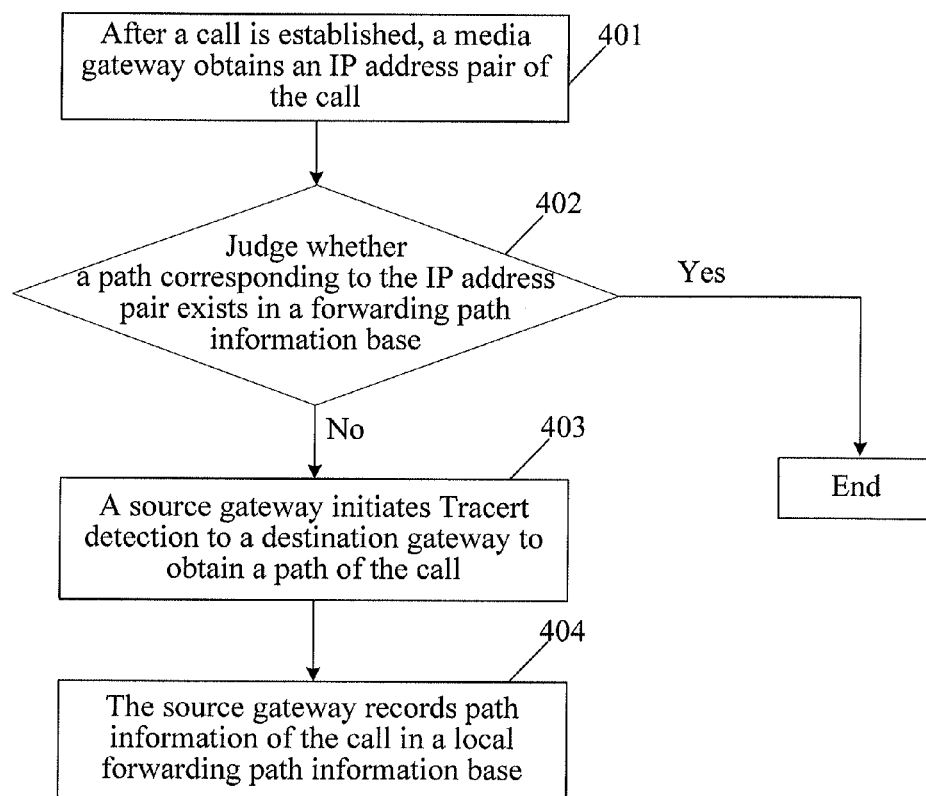 After a call is established, a media
gateway obtains an IP address pair of
the call
401
402
Judge whether
a path corresponding to the IP address
pair exists in a forwarding path
information base
Yes
No
403
A source gateway initiates Tracert
detection to a destination gateway to
obtain a path of the call
End
404
The source gateway records path
information of the call in a local
forwarding path information base